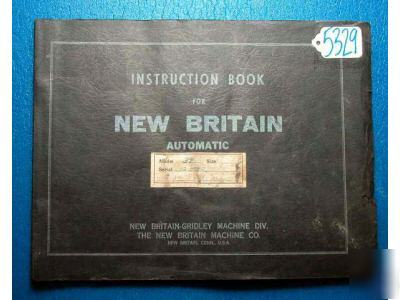 5329
INSTRUCTION BOOK
FOR
NEW BRITAIN
AUTOMATIC
Model Size
Serial
NEW BRITAIN-GRIDLEY MACHINE DIV.
THE NEW BRITAIN MACHINE CO.
NEW BRITAIN, CONN., U.S.A.